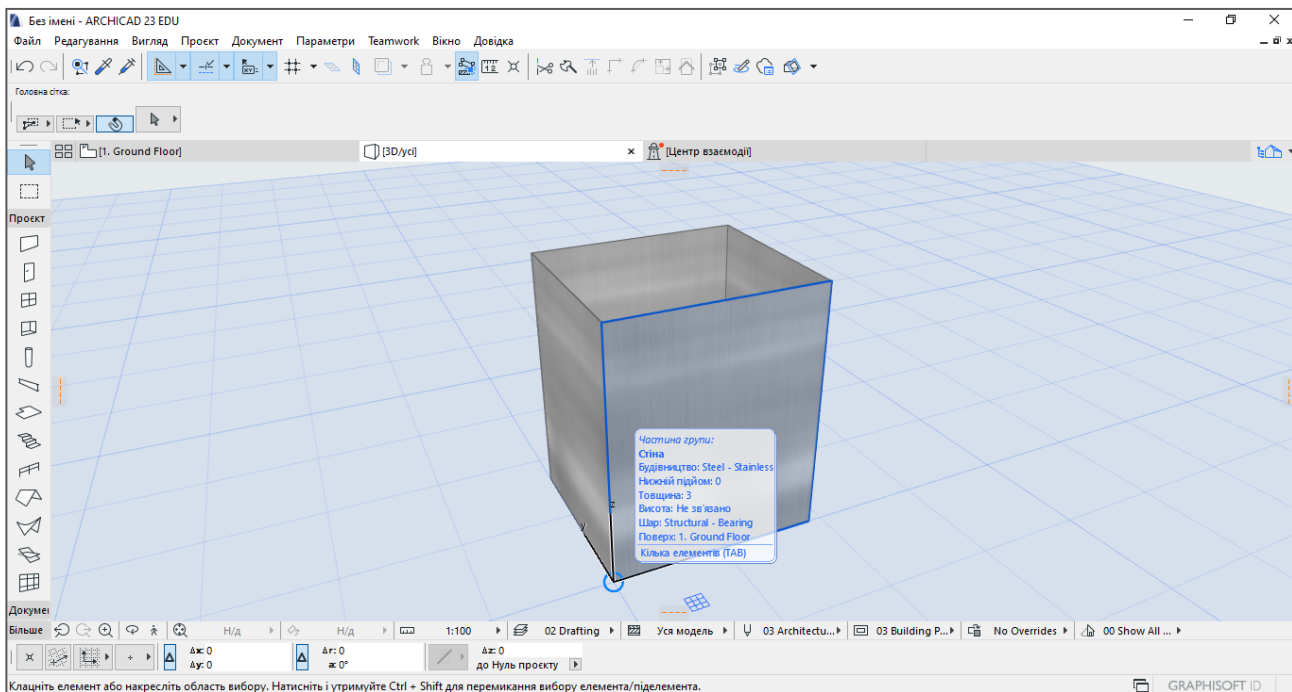 Без імені - ARCHICAD 23 EDU
Файл Редагування Вигляд Проєкт Документ Параметри Teamwork Вікно Довідка
Головна сітка:
[1. Ground Floor] [3D/усі] [Центр взаємодії]
Проєкт
Частина групи:
Стіна
Будівництво: Steel - Stainless
Нижній підйом: 0
Товщина: 3
Висота: Не зв'язано
Шар: Structural - Bearing
Поверх: 1. Ground Floor
Кілька елементів (TAB)
z
y
Докумен
Більше Н/д Н/д 1:100 02 Drafting Уся модель 03 Architectu... 03 Building P... No Overrides 00 Show All ...
Δx: 0 Δr: 0 Δz: 0
Δy: 0 a: 0° до Нуль проєкту
Клацніть елемент або накресліть область вибору. Натисніть і утримуйте Ctrl + Shift для перемикання вибору елемента/піделемента.
GRAPHISOFT ID